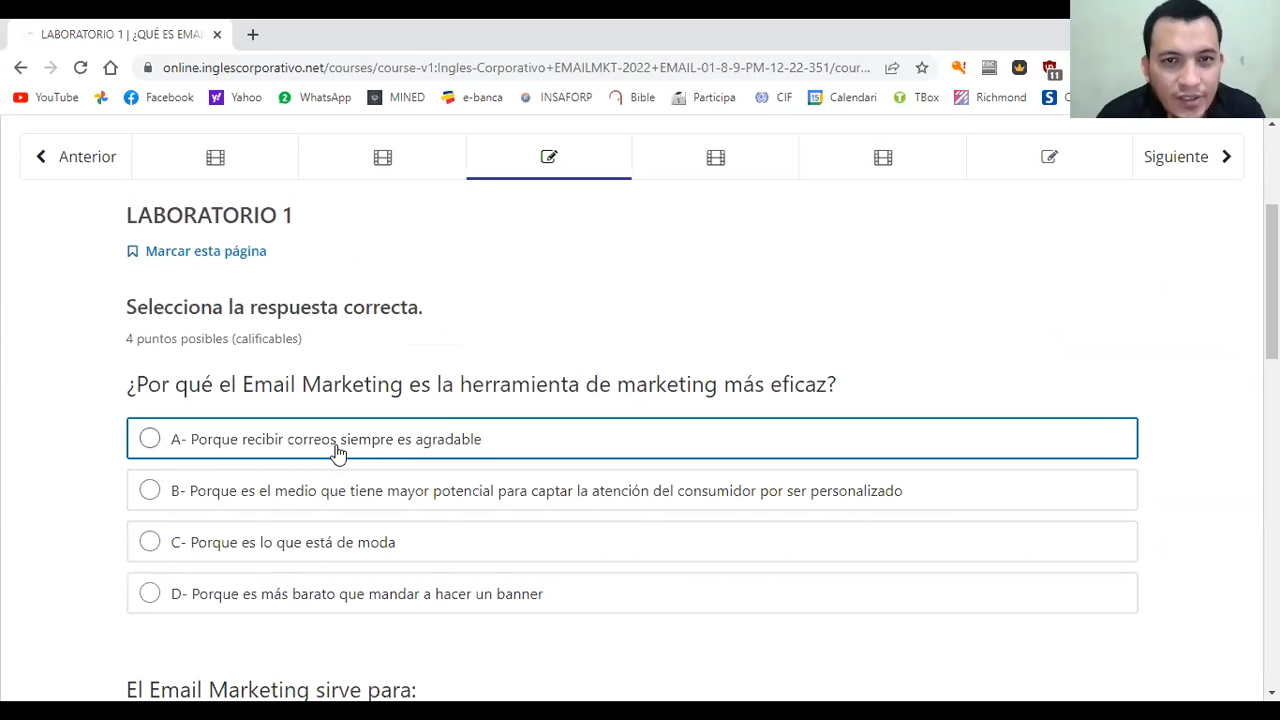 LABORATORIO 1 | ¿QUÉ ES EMA
online.inglescorporativo.net/courses/course-v1:Ingles-Corporativo+EMAILMKT-2022+EMAIL-01-8-9-PM-12-22-351/cour...
11
YouTube Facebook Yahoo WhatsApp MINED e-banca INSAFORP Bible Participa CIF Calendari TBox Richmond
Anterior Siguiente
LABORATORIO 1
Marcar esta página
Selecciona la respuesta correcta.
4 puntos posibles (calificables)
¿Por qué el Email Marketing es la herramienta de marketing más eficaz?
A- Porque recibir correos siempre es agradable
B- Porque es el medio que tiene mayor potencial para captar la atención del consumidor por ser personalizado
C- Porque es lo que está de moda
D- Porque es más barato que mandar a hacer un banner
El Email Marketing sirve para: